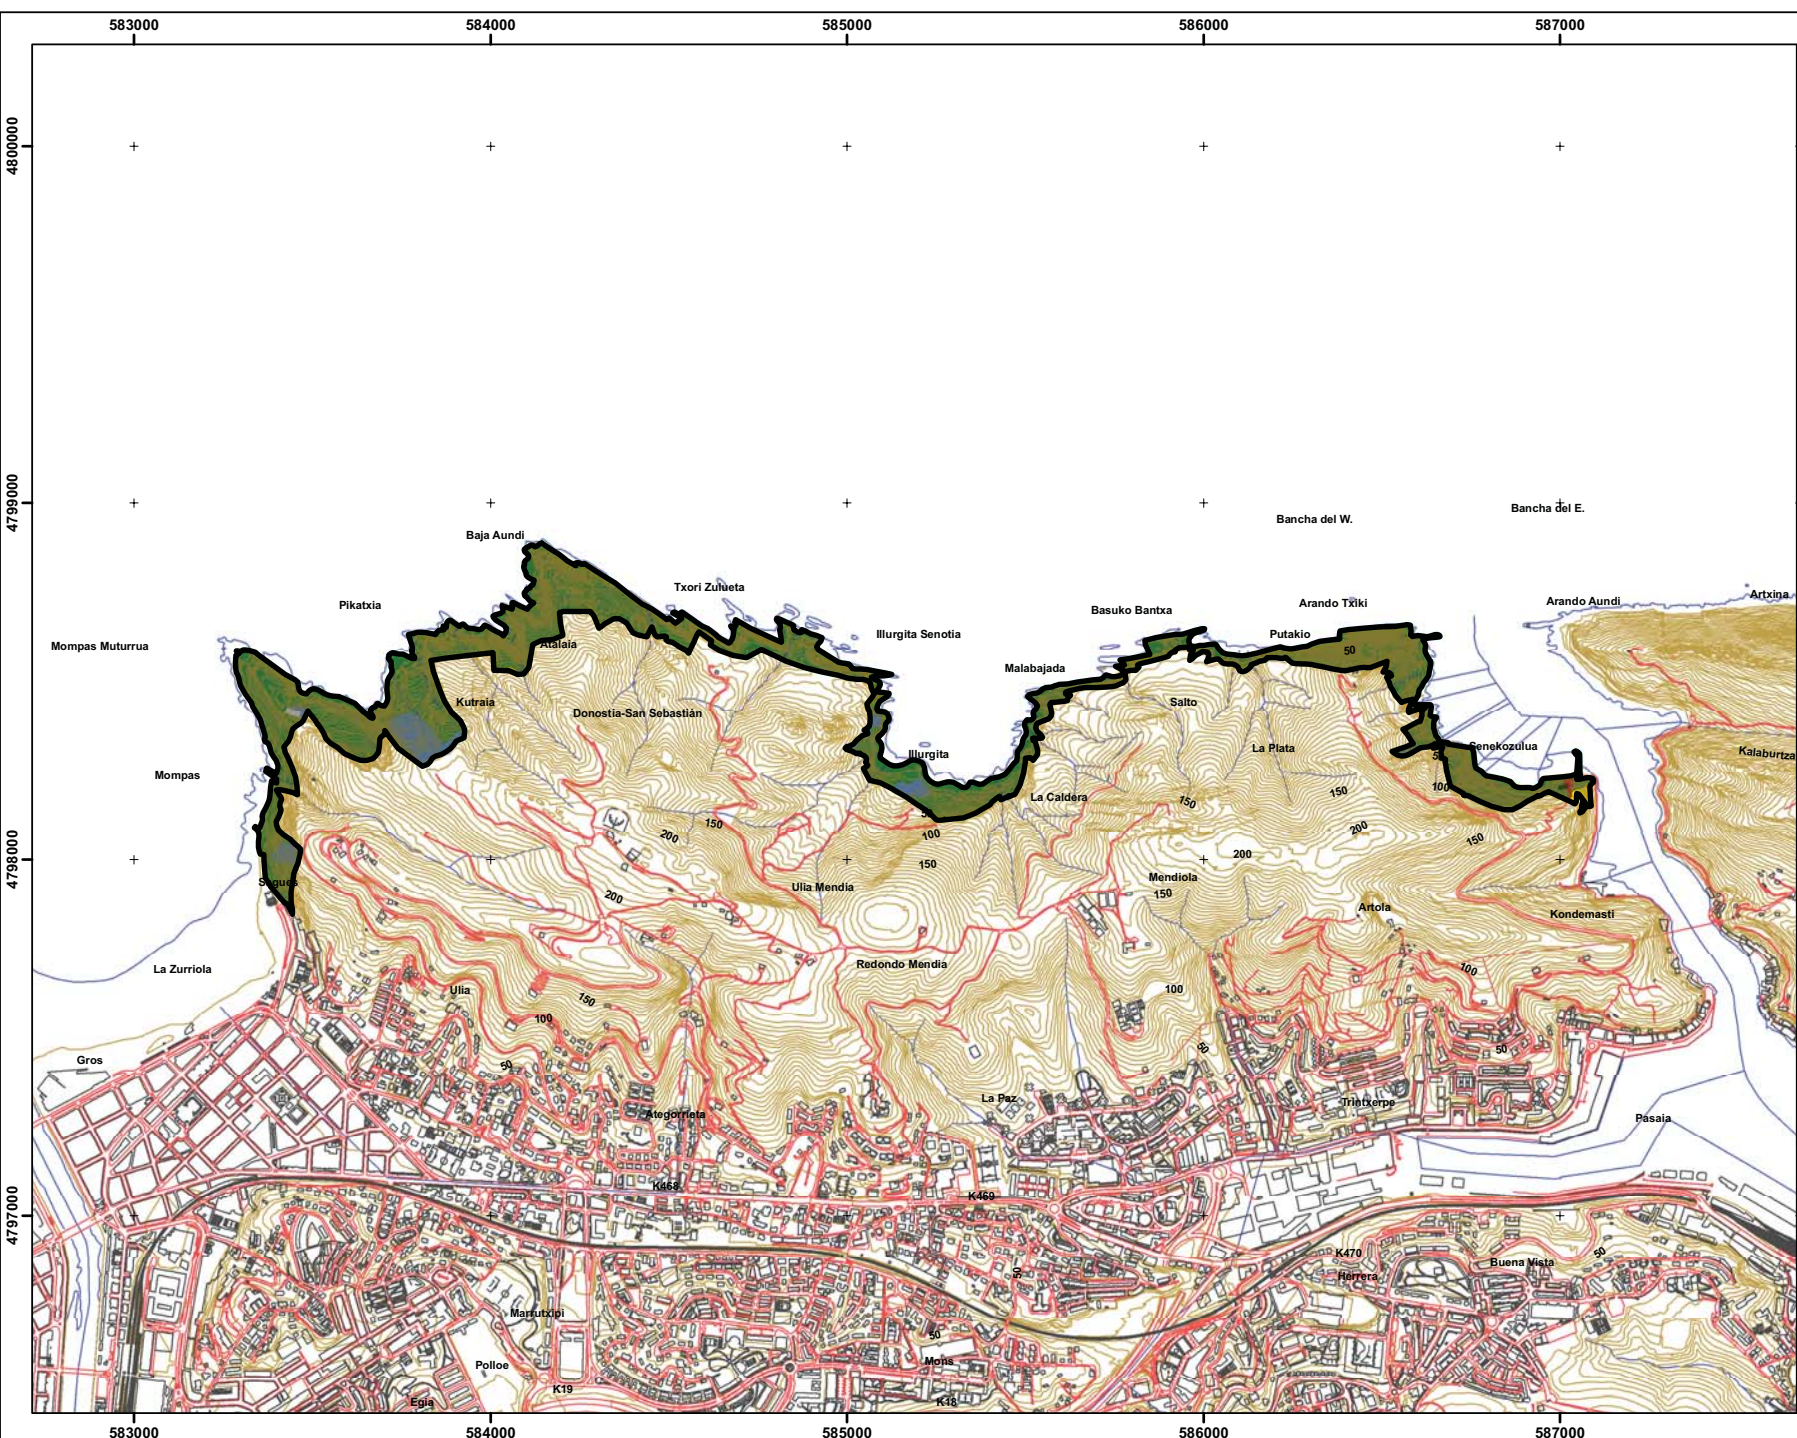 583000 584000 585000 586000 587000
4800000
4799000
Bancha del E.
Bancha del W.
Baja Aundi
Txori Zulueta
Artxina
Pikatxia
Arando Txiki
Arando Aundi
Basuko Bantxa
Illurgita Senotia
Putakio
Mompas Muturrua
Atalaia
50
Malabajada
Kutraia
Salto
Donostia-San Sebastián
Senekozulua
La Plata
Kalaburtza
Illurgita
Mompas
100
La Caldera
150
150
150
200
200
100
150
4798000
200
150
Mendiola
Ulia Mendia
150
200
Artola
Kondemasti
Redondo Mendia
La Zurriola
100
Ulia
100
150
100
50
50
Gros
50
La Paz
Trintxerpe
Ategorrieta
Pasaia
K468
K469
4797000
K470
50
Buena Vista
50
Herrera
Marrutxipi
50
Mons
Polloe
K19
Egia
K18
583000 584000 585000 586000 587000